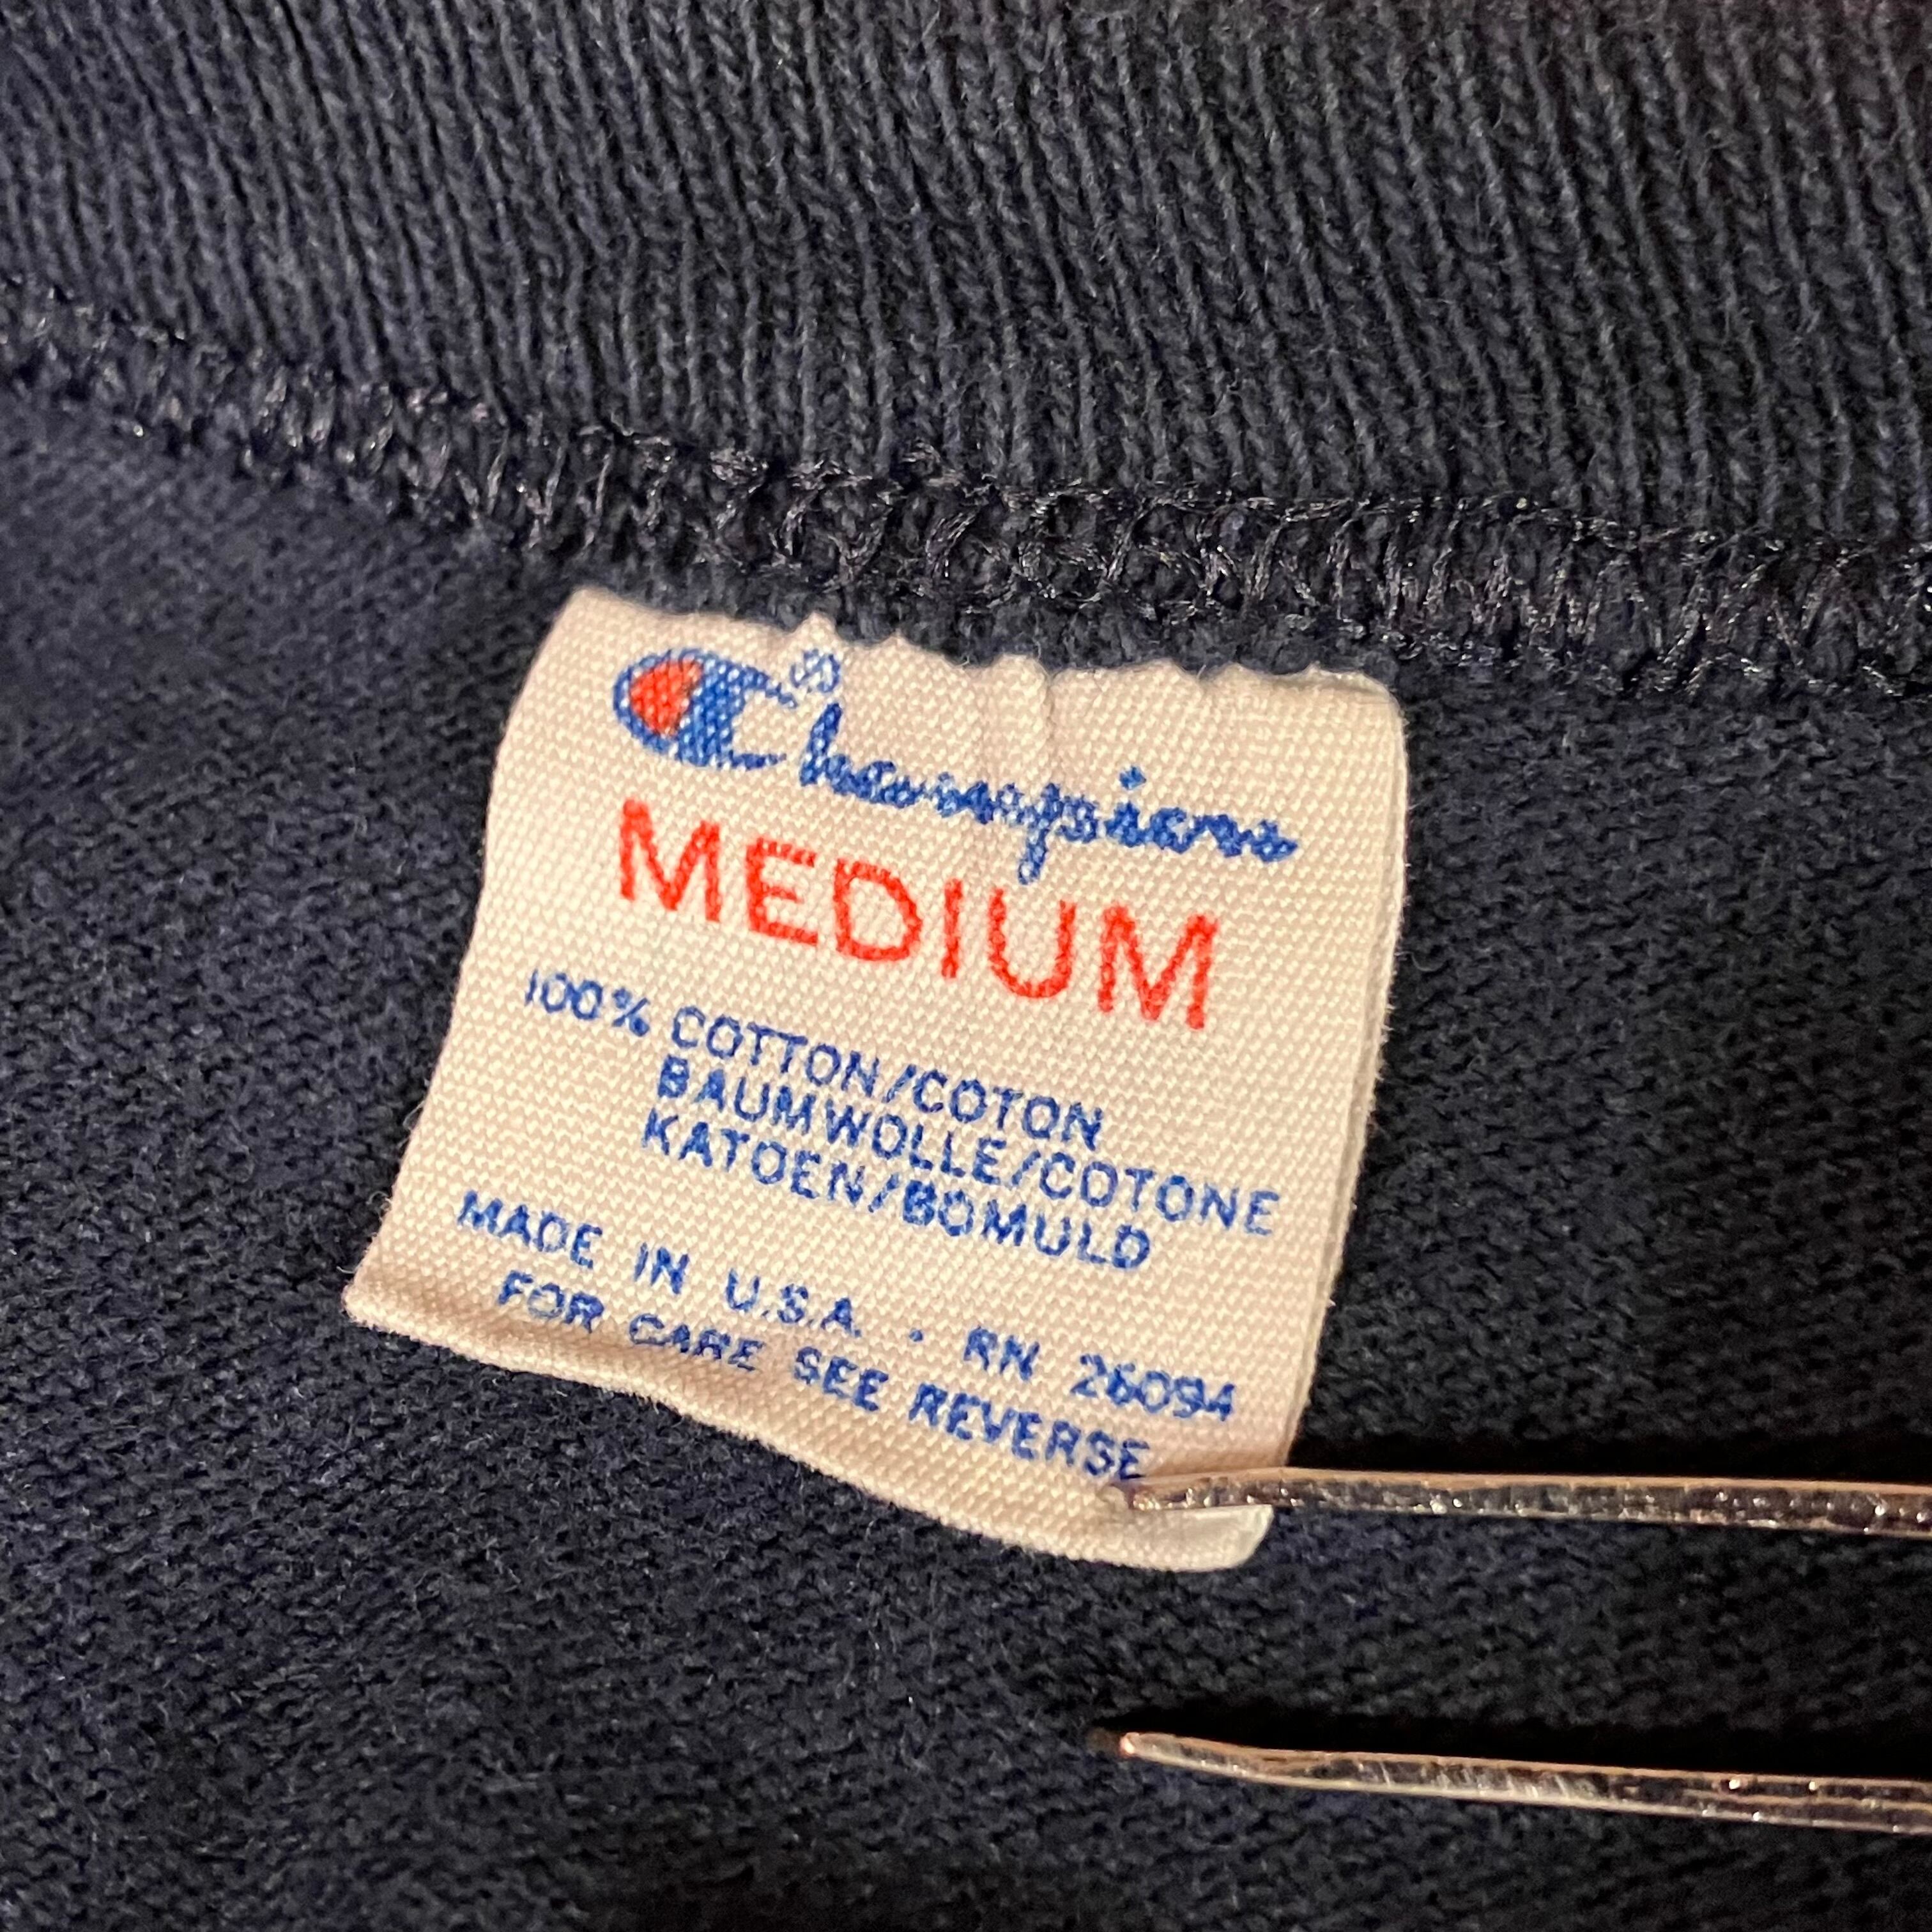 Champion
MEDIUM
100% COTTON/COTON
BAUMWOLLE/COTONE
KATOEN/BOMULD
MADE IN U.S.A. · RN 26094
FOR CARE SEE REVERSE